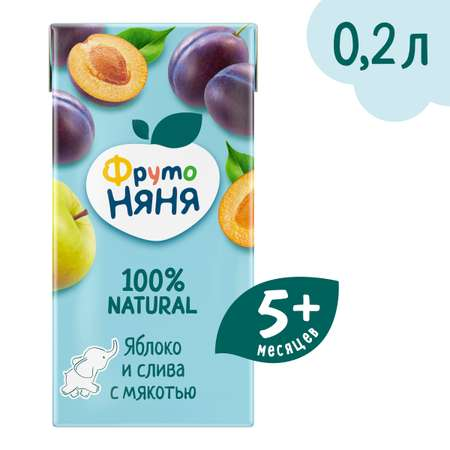 0,2 л
Фруто
НЯНЯ
100%
NATURAL
Яблоко
и слива
с мякотью
5+
месяцев